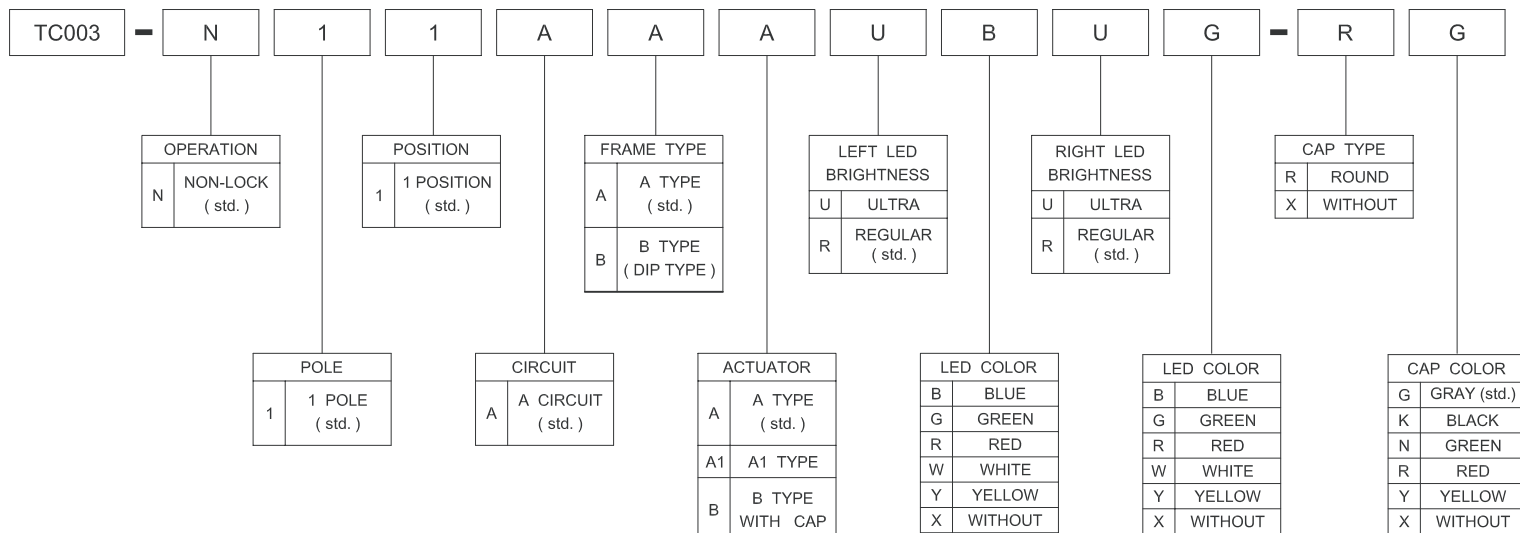 TC003 - N 1 1 A A A U B U G - R G
OPERATION
N NON-LOCK
( std. )
POSITION
1 1 POSITION
( std. )
FRAME TYPE
A A TYPE
( std. )
B B TYPE
( DIP TYPE )
LEFT LED
BRIGHTNESS
U ULTRA
R REGULAR
( std. )
RIGHT LED
BRIGHTNESS
U ULTRA
R REGULAR
( std. )
CAP TYPE
R ROUND
X WITHOUT
POLE
1 1 POLE
( std. )
CIRCUIT
A A CIRCUIT
( std. )
ACTUATOR
A A TYPE
( std. )
A1 A1 TYPE
B B TYPE
WITH CAP
LED COLOR
B BLUE
G GREEN
R RED
W WHITE
Y YELLOW
X WITHOUT
LED COLOR
B BLUE
G GREEN
R RED
W WHITE
Y YELLOW
X WITHOUT
CAP COLOR
G GRAY (std.)
K BLACK
N GREEN
R RED
Y YELLOW
X WITHOUT